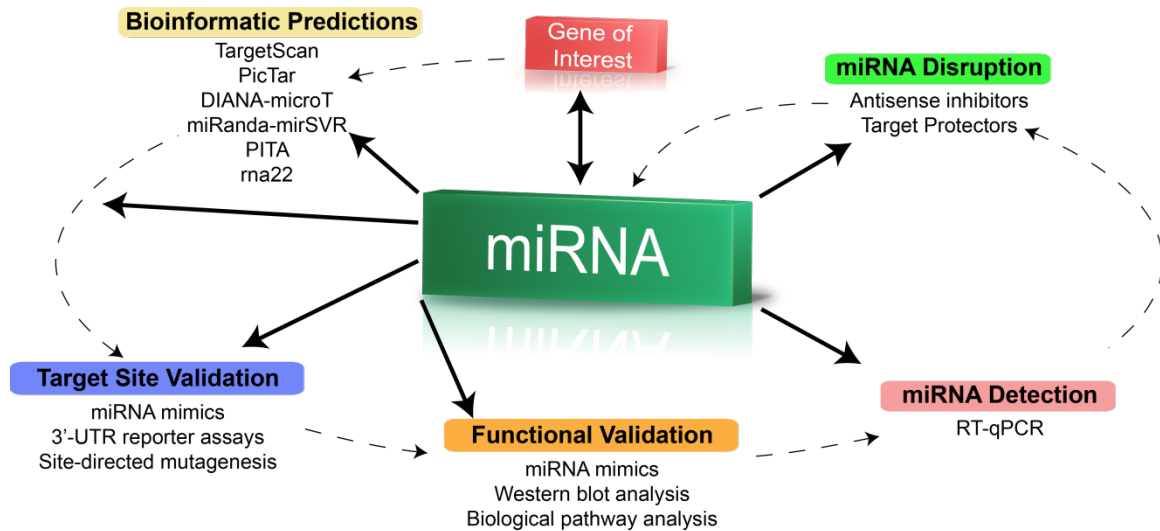 Bioinformatic Predictions
TargetScan
PicTar
DIANA-microT
miRanda-mirSVR
PITA
rna22
Gene of
Interest
miRNA Disruption
Antisense inhibitors
Target Protectors
miRNA
Target Site Validation
miRNA mimics
3'-UTR reporter assays
Site-directed mutagenesis
Functional Validation
miRNA mimics
Western blot analysis
Biological pathway analysis
miRNA Detection
RT-qPCR